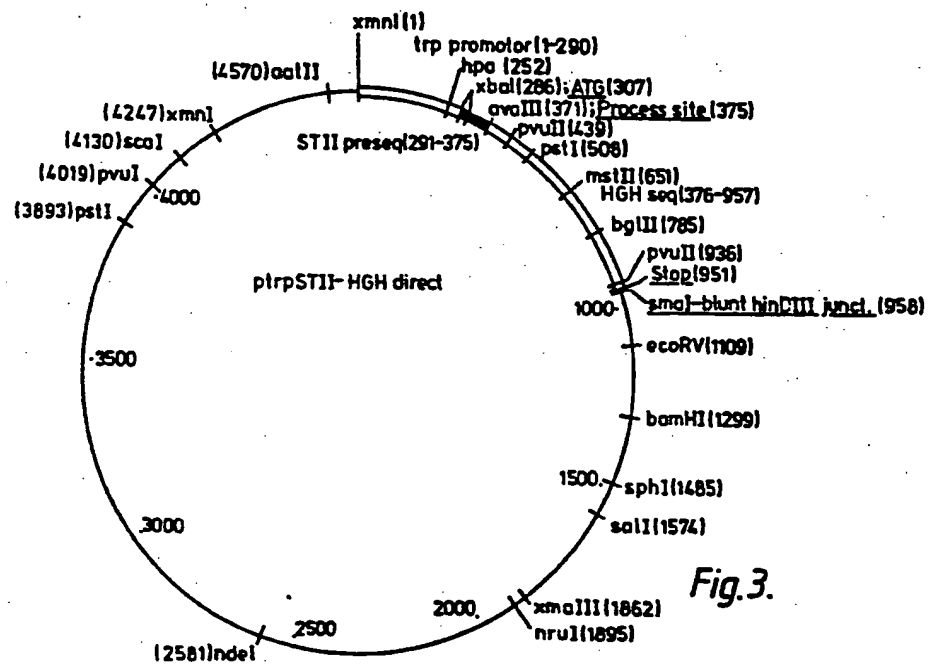 xmnI(1)
trp promotor(1-290)
hpa (252)
xbaI(286);ATG(307)
avaIII(371);Process site(375)
pvuII(439)
STII preseq(291-375)
pstI(508)
mstII(651)
HGH seq(376-957)
bglII(785)
pvuII(936)
Stop(951)
smaI-blunt hinDIII junct. (958)
1000
ecoRV(1109)
bamHI(1299)
1500
sphI(1485)
salI(1574)
xmaIII(1862)
nruI(1895)
2000
2500
(2581)ndeI
3000
3500
(3893)pstI
4000
(4019)pvuI
(4130)scaI
(4247)xmnI
(4570)aatII
ptrpSTII-HGH direct
Fig.3.